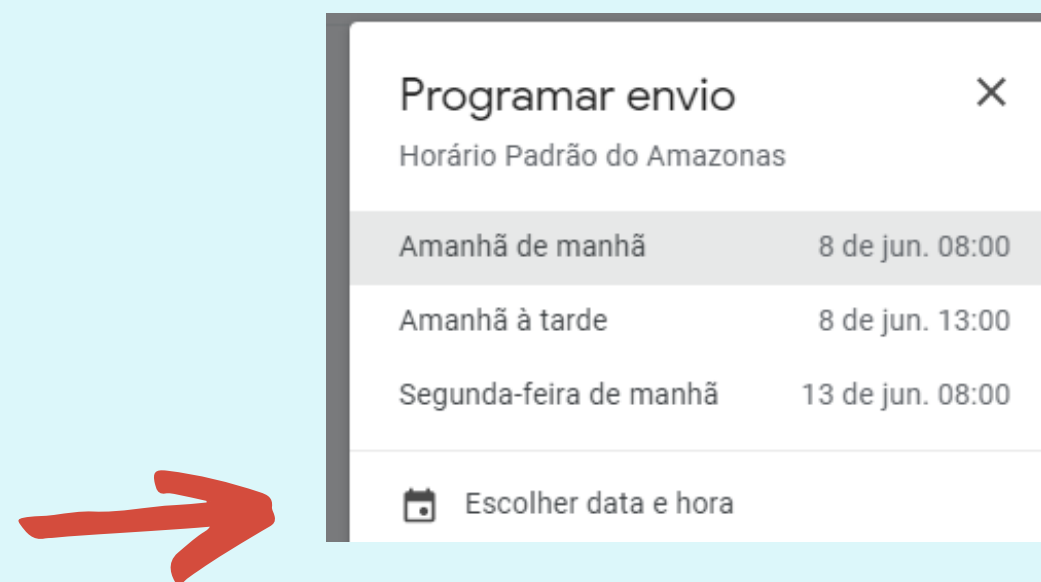 Programar envio
Horário Padrão do Amazonas
Amanhã de manhã 8 de jun. 08:00
Amanhã à tarde 8 de jun. 13:00
Segunda-feira de manhã 13 de jun. 08:00
Escolher data e hora